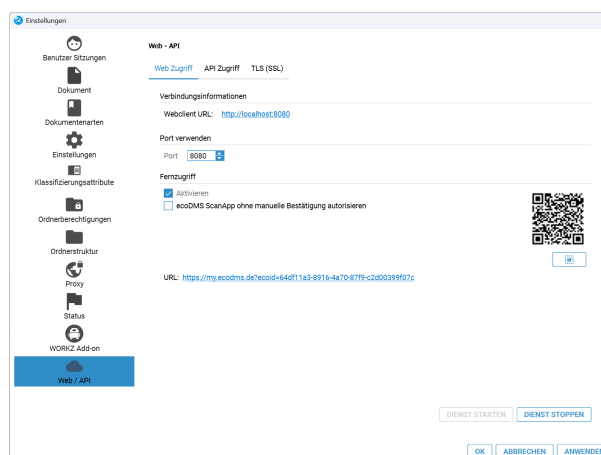 Einstellungen
Benutzer Sitzungen
Dokument
Dokumentenarten
Einstellungen
Klassifizierungsattribute
Ordnerberechtigungen
Ordnerstruktur
Proxy
Status
WORKZ Add-on
Web / API
Web - API
Web Zugriff API Zugriff TLS (SSL)
Verbindungsinformationen
Webclient URL: http://localhost:8080
Port verwenden
Port 8080
Fernzugriff
Aktivieren
ecoDMS ScanApp ohne manuelle Bestätigung autorisieren
URL: https://my.ecodms.de?ecoid=64df11a3-8916-4a70-87f9-c2d00399f07c
DIENST STARTEN DIENST STOPPEN
OK ABBRECHEN ANWENDEN